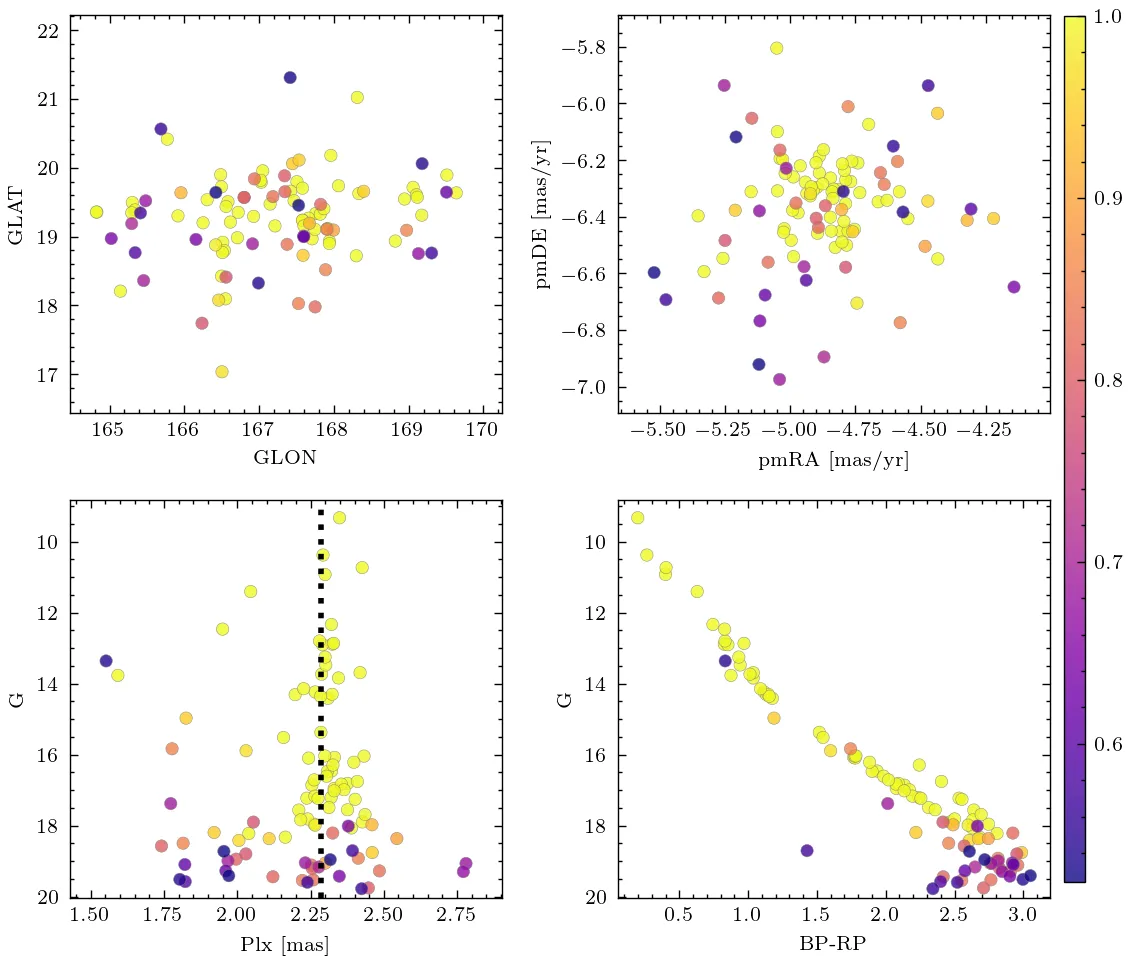 22
21
20
19
18
17
GLAT
165 166 167 168 169 170
GLON
−5.8
−6.0
−6.2
−6.4
−6.6
−6.8
−7.0
pmDE [mas/yr]
−5.50 −5.25 −5.00 −4.75 −4.50 −4.25
pmRA [mas/yr]
1.0
0.9
0.8
0.7
0.6
10
12
14
16
18
20
G
1.50 1.75 2.00 2.25 2.50 2.75
Plx [mas]
10
12
14
16
18
20
G
0.5 1.0 1.5 2.0 2.5 3.0
BP-RP